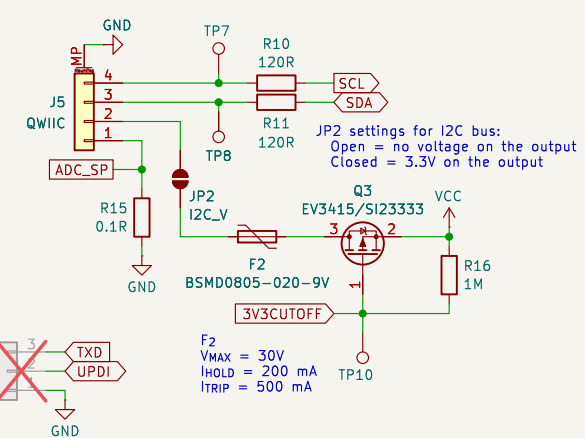 GND
TP7
MP
R10
120R
J5
QWIIC
4
3
2
1
SCL
SDA
R11
120R
TP8
JP2 settings for I2C bus:
Open = no voltage on the output
Closed = 3.3V on the output
ADC_SP
JP2
I2C_V
R15
0.1R
GND
Q3
EV3415/SI23333
VCC
3
2
1
F2
BSMD0805-020-9V
R16
1M
3V3CUTOFF
TP10
F2
VMAX = 30V
IHOLD = 200 mA
ITRIP = 500 mA
3
2
1
TXD
UPDI
GND